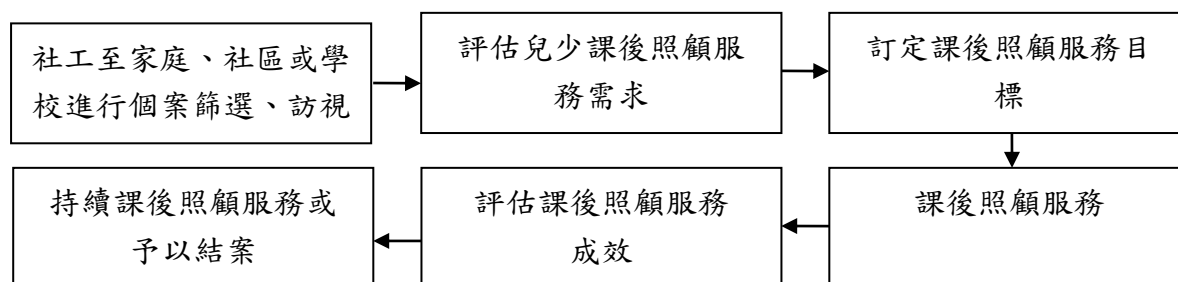 社工至家庭、社區或學
校進行個案篩選、訪視
評估兒少課後照顧服
務需求
訂定課後照顧服務目
標
課後照顧服務
評估課後照顧服務
成效
持續課後照顧服務或
予以結案